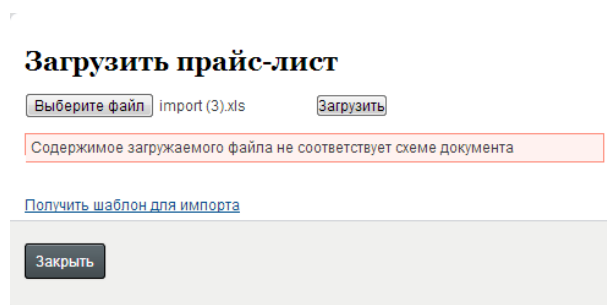 Загрузить прайс-лист
Выберите файл import (3).xls Загрузить
Содержимое загружаемого файла не соответствует схеме документа
Получить шаблон для импорта
Закрыть